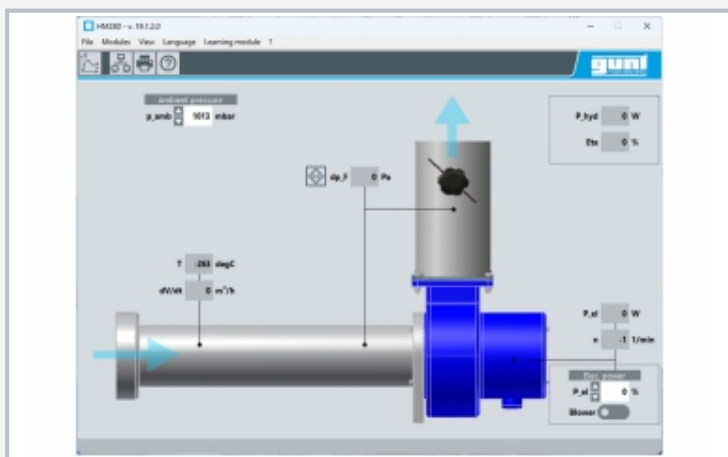 HM280 - v. 19.1.2.0
File Modules View Language Learning module ?
gunt
Ambient pressure
p_amb 1013 mbar
P_hyd 0 W
Eta 0 %
dp_F 0 Pa
T -263 degC
dV/dt 0 m³/h
P_el 0 W
n -1 1/min
Elec. power
P_el 0 %
Blower